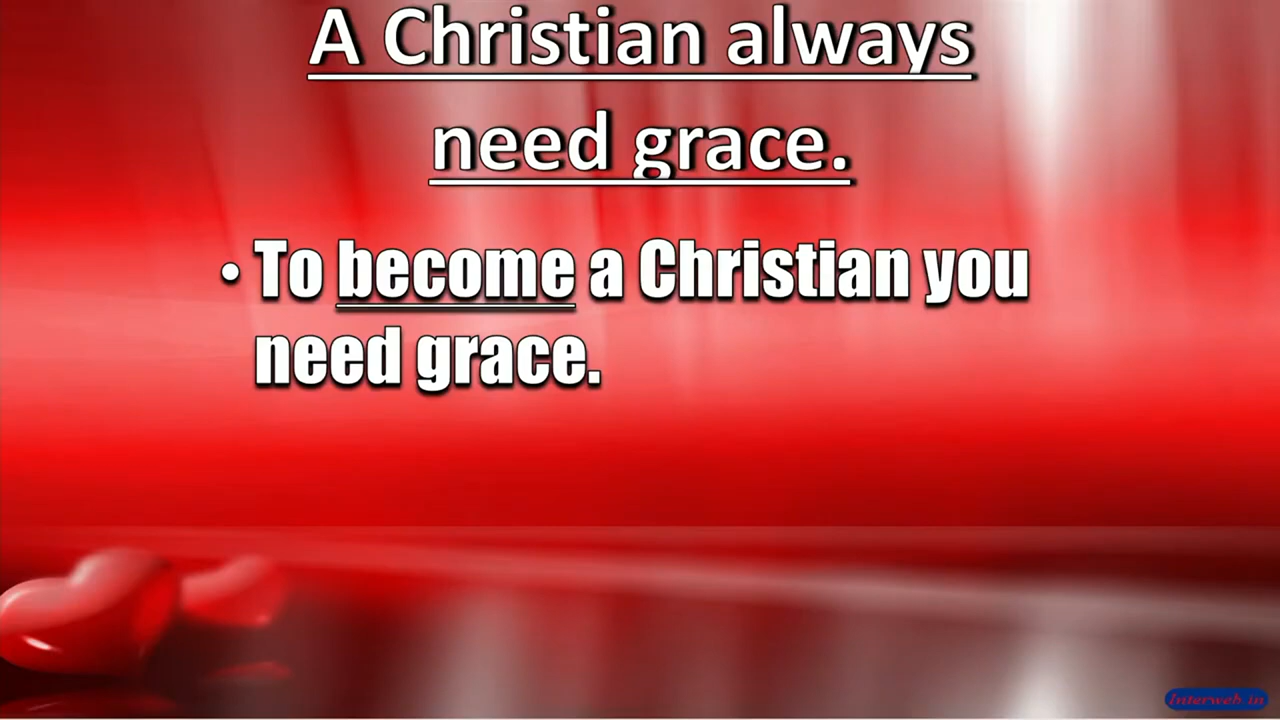 A Christian always
need grace.
• To become a Christian you
need grace.
Interweb.in